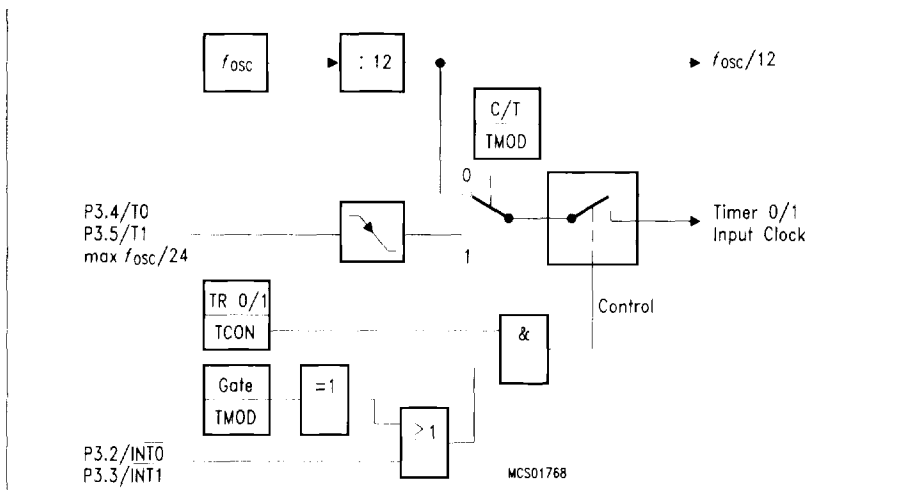 fOSC
: 12
fOSC/12
C/T
TMOD
0
P3.4/T0
P3.5/T1
max fOSC/24
1
Timer 0/1
Input Clock
TR 0/1
TCON
Control
&
Gate
TMOD
=1
>1
P3.2/INT0
P3.3/INT1
MCS01768